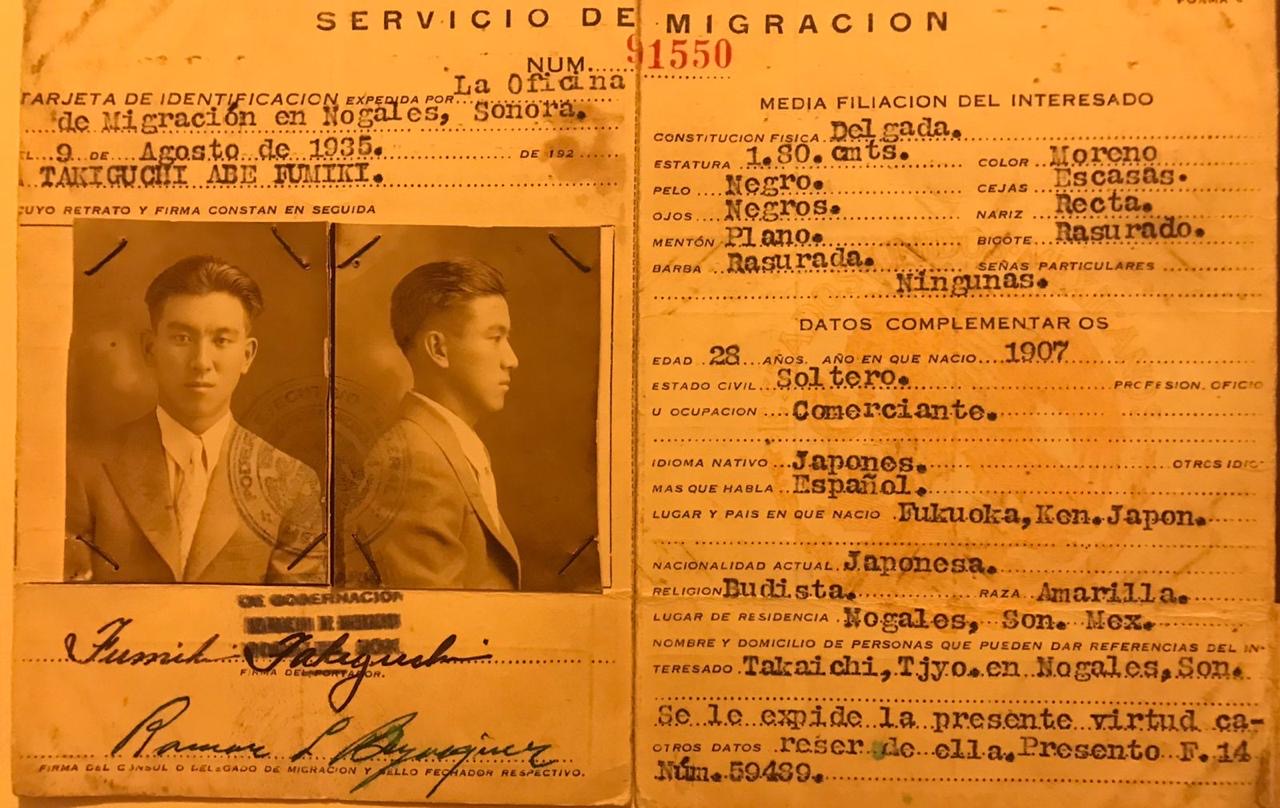 SERVICIO DE MIGRACION
NUM. 91550
TARJETA DE IDENTIFICACION EXPEDIDA POR La Oficina
de Migración en Nogales, Sonora.
EL 9 DE Agosto de 1935. DE 192
TAKIGUCHI ABE FUMIKI.
CUYO RETRATO Y FIRMA CONSTAN EN SEGUIDA
DE GOBERNACION
Fumiki Takiguchi
FIRMA DEL PORTADOR.
Ramon L
FIRMA DEL CONSUL O DELEGADO DE MIGRACION Y SELLO FECHADOR RESPECTIVO.
MEDIA FILIACION DEL INTERESADO
CONSTITUCION FISICA Delgada.
ESTATURA 1.80. cmts. COLOR Moreno
PELO Negro. CEJAS Escasas.
OJOS Negros. NARIZ Recta.
MENTÓN Plano. BIGOTE Rasurado.
BARBA Rasurada. SEÑAS PARTICULARES
Ningunas.
DATOS COMPLEMENTAR OS
EDAD 28 AÑOS. AÑO EN QUE NACIO 1907
ESTADO CIVIL Soltero. PROFESION. OFICIO
U OCUPACION Comerciante.
IDIOMA NATIVO Japones. OTROS IDIO
MAS QUE HABLA Español.
LUGAR Y PAIS EN QUE NACIO Fukuoka, Ken. Japon.
NACIONALIDAD ACTUAL Japonesa.
RELIGION Budista. RAZA Amarilla.
LUGAR DE RESIDENCIA Nogales, Son. Mex.
NOMBRE Y DOMICILIO DE PERSONAS QUE PUEDEN DAR REFERENCIAS DEL IN-
TERESADO Takaichi, Tjyo. en Nogales, Son.
Se le expide la presente virtud ca-
OTROS DATOS reser de ella. Presento F. 14
Núm. 59489.